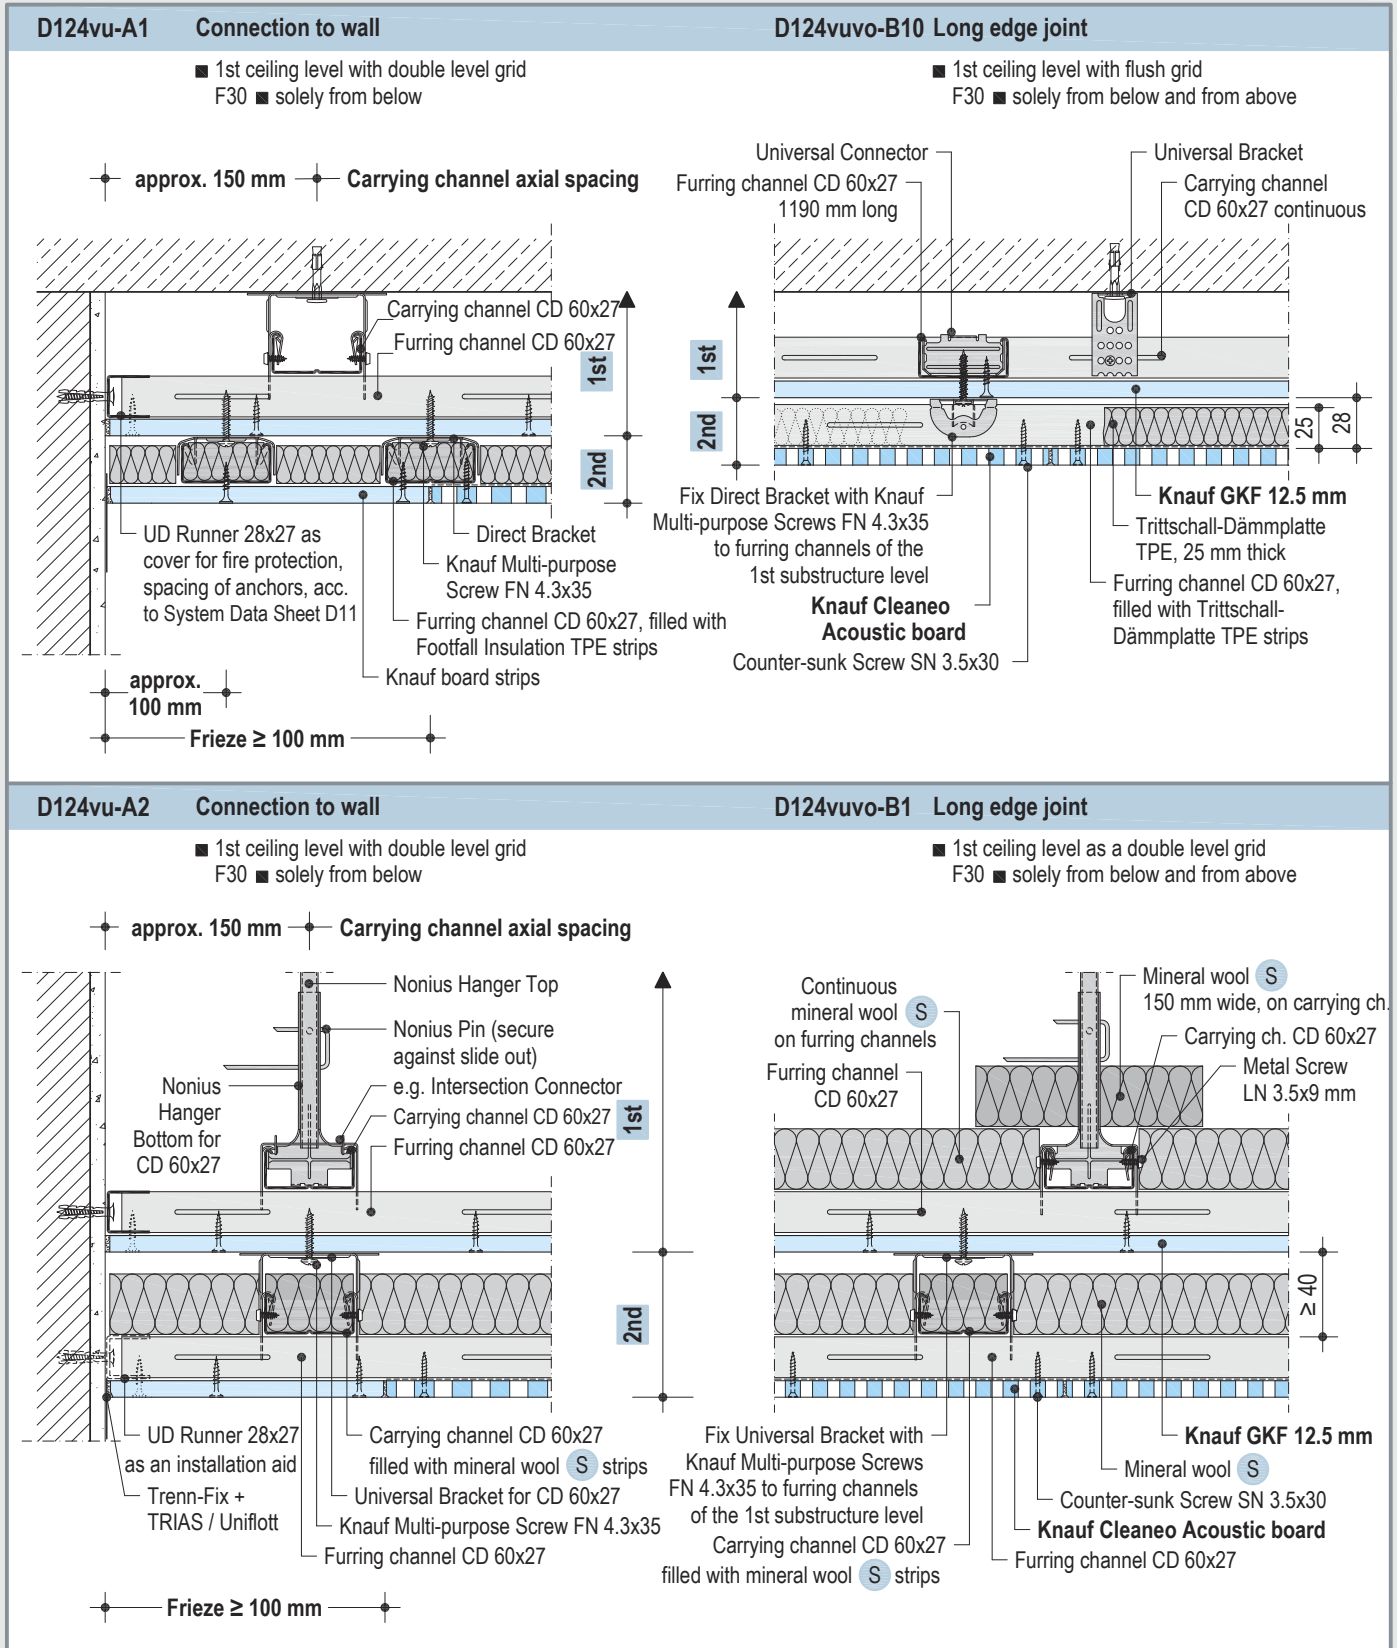 D124vu-A1 Connection to wall
■ 1st ceiling level with double level grid
F30 ■ solely from below
approx. 150 mm
Carrying channel axial spacing
Carrying channel CD 60x27
Furring channel CD 60x27
1st
2nd
UD Runner 28x27 as
cover for fire protection,
spacing of anchors, acc.
to System Data Sheet D11
Direct Bracket
Knauf Multi-purpose
Screw FN 4.3x35
Furring channel CD 60x27, filled with
Footfall Insulation TPE strips
Knauf board strips
approx.
100 mm
Frieze ≥ 100 mm
D124vuvo-B10 Long edge joint
■ 1st ceiling level with flush grid
F30 ■ solely from below and from above
Universal Connector
Furring channel CD 60x27
1190 mm long
Universal Bracket
Carrying channel
CD 60x27 continuous
1st
2nd
25
28
Fix Direct Bracket with Knauf
Multi-purpose Screws FN 4.3x35
to furring channels of the
1st substructure level
Knauf Cleaneo
Acoustic board
Counter-sunk Screw SN 3.5x30
Knauf GKF 12.5 mm
Trittschall-Dämmplatte
TPE, 25 mm thick
Furring channel CD 60x27,
filled with Trittschall-
Dämmplatte TPE strips
D124vu-A2 Connection to wall
■ 1st ceiling level with double level grid
F30 ■ solely from below
approx. 150 mm
Carrying channel axial spacing
Nonius Hanger Top
Nonius Pin (secure
against slide out)
Nonius
Hanger
Bottom for
CD 60x27
e.g. Intersection Connector
Carrying channel CD 60x27
Furring channel CD 60x27
1st
2nd
UD Runner 28x27
as an installation aid
Trenn-Fix +
TRIAS / Uniflott
Carrying channel CD 60x27
filled with mineral wool S strips
Universal Bracket for CD 60x27
Knauf Multi-purpose Screw FN 4.3x35
Furring channel CD 60x27
Frieze ≥ 100 mm
D124vuvo-B1 Long edge joint
■ 1st ceiling level as a double level grid
F30 ■ solely from below and from above
Continuous
mineral wool S
on furring channels
Furring channel
CD 60x27
Mineral wool S
150 mm wide, on carrying ch.
Carrying ch. CD 60x27
Metal Screw
LN 3.5x9 mm
≥ 40
Fix Universal Bracket with
Knauf Multi-purpose Screws
FN 4.3x35 to furring channels
of the 1st substructure level
Carrying channel CD 60x27
filled with mineral wool S strips
Knauf GKF 12.5 mm
Mineral wool S
Counter-sunk Screw SN 3.5x30
Knauf Cleaneo Acoustic board
Furring channel CD 60x27